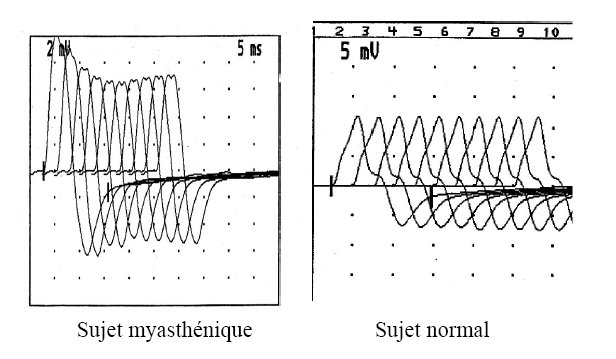 2 mV 5 ms
1 2 3 4 5 6 7 8 9 10
5 mV
Sujet myasthénique
Sujet normal